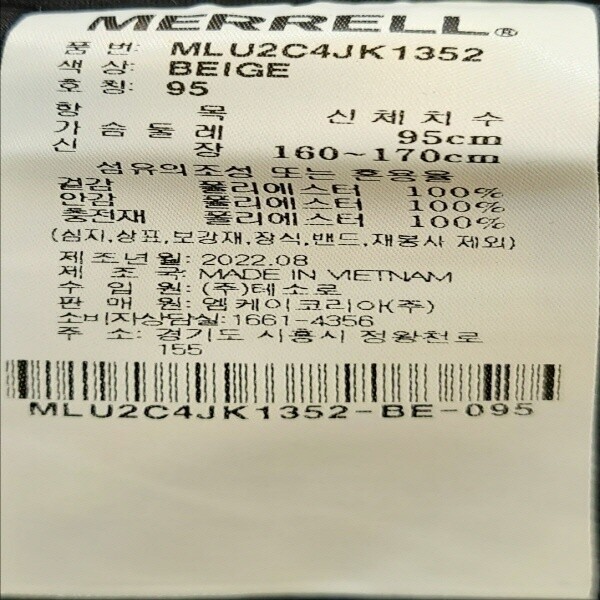 MERRELL®
품 번: MLU2C4JK1352
색 상: BEIGE
호 칭: 95
항 목 신 체 치 수
가 슴 둘 레 95cm
신 장 160~170cm
섬유의조성 또는 혼용율
겉감 폴리에스터 100%
안감 폴리에스터 100%
충전재 폴리에스터 100%
(심지,상표,보강재,장식,밴드,재봉사 제외)
제조년월: 2022.08
제 조 국: MADE IN VIETNAM
수 입 원: (주)테소로
판 매 원: 엠케이코리아(주)
소비자상담실:1661-4356
주 소: 경기도 시흥시 정왕천로
155
MLU2C4JK1352-BE-095